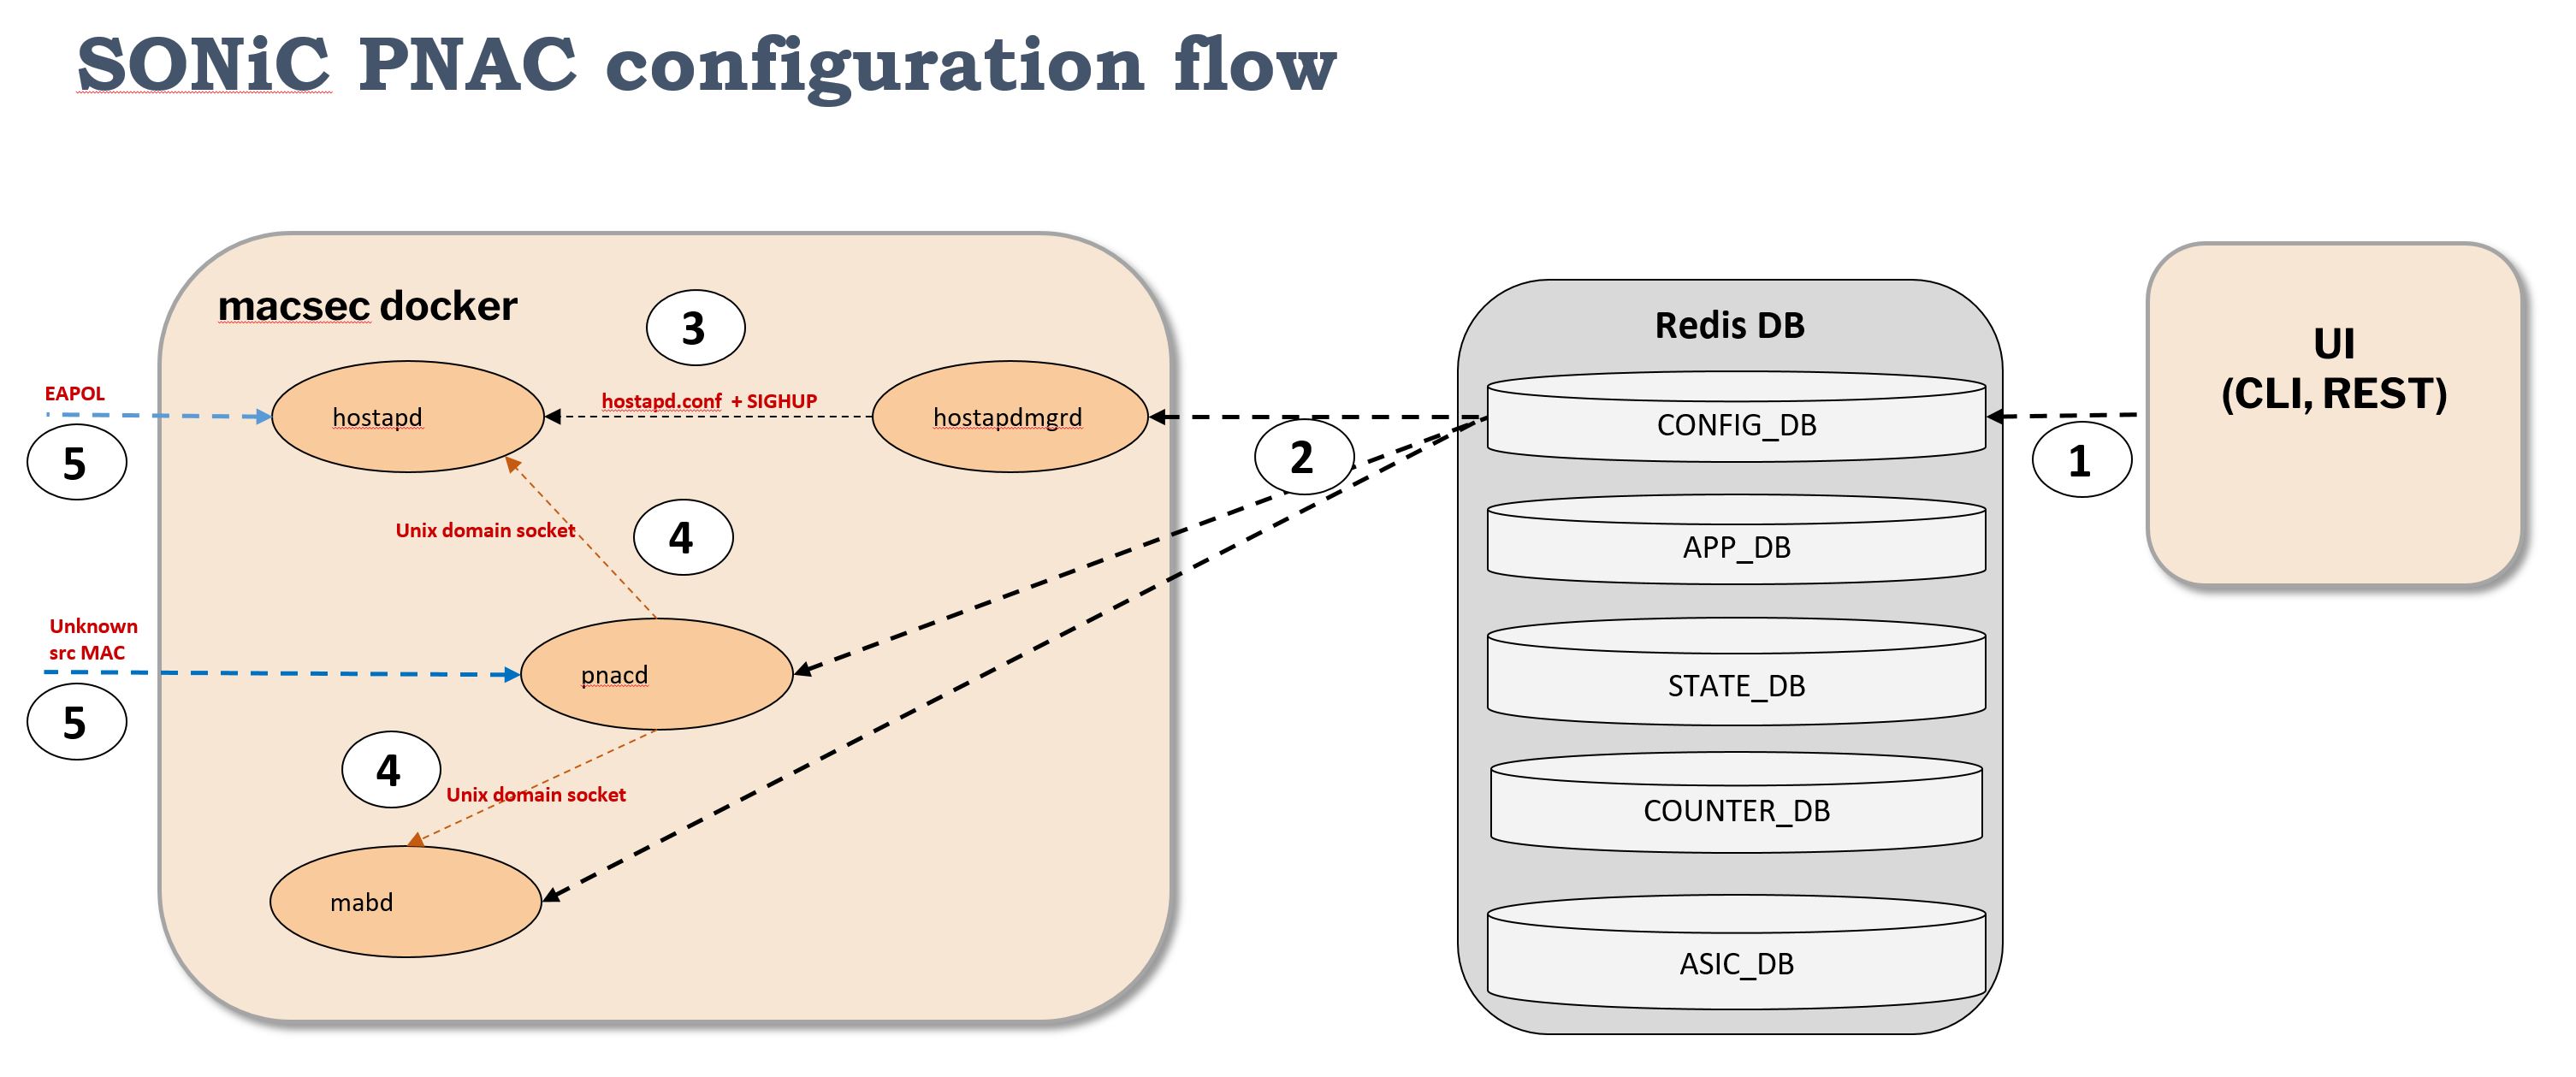 SONiC PNAC configuration flow
macsec docker
3
EAPOL
hostapd
hostapd.conf + SIGHUP
hostapdmgrd
5
Unix domain socket
4
Unknown
src MAC
pnacd
5
4
Unix domain socket
mabd
2
Redis DB
CONFIG_DB
APP_DB
STATE_DB
COUNTER_DB
ASIC_DB
1
UI
(CLI, REST)